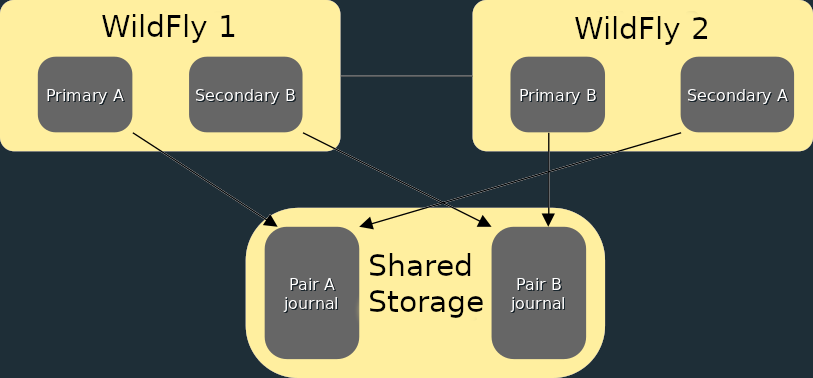 WildFly 1
WildFly 2
Primary A
Secondary B
Primary B
Secondary A
Shared
Storage
Pair A
journal
Pair B
journal